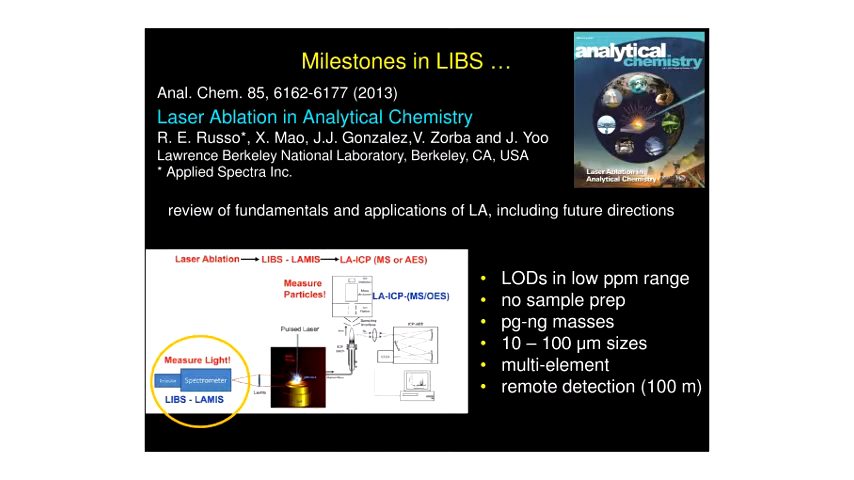 Milestones in LIBS …
analytical
chemistry
Anal. Chem. 85, 6162-6177 (2013)
Laser Ablation in Analytical Chemistry
R. E. Russo*, X. Mao, J.J. Gonzalez,V. Zorba and J. Yoo
Lawrence Berkeley National Laboratory, Berkeley, CA, USA
* Applied Spectra Inc.
Laser Ablation in
Analytical Chemistry
review of fundamentals and applications of LA, including future directions
Laser Ablation LIBS - LAMIS LA-ICP (MS or AES)
Measure
Particles!
LA-ICP-(MS/OES)
Pulsed Laser
Measure Light!
Spectrometer
Lens
LIBS - LAMIS
• LODs in low ppm range
• no sample prep
• pg-ng masses
• 10 – 100 µm sizes
• multi-element
• remote detection (100 m)